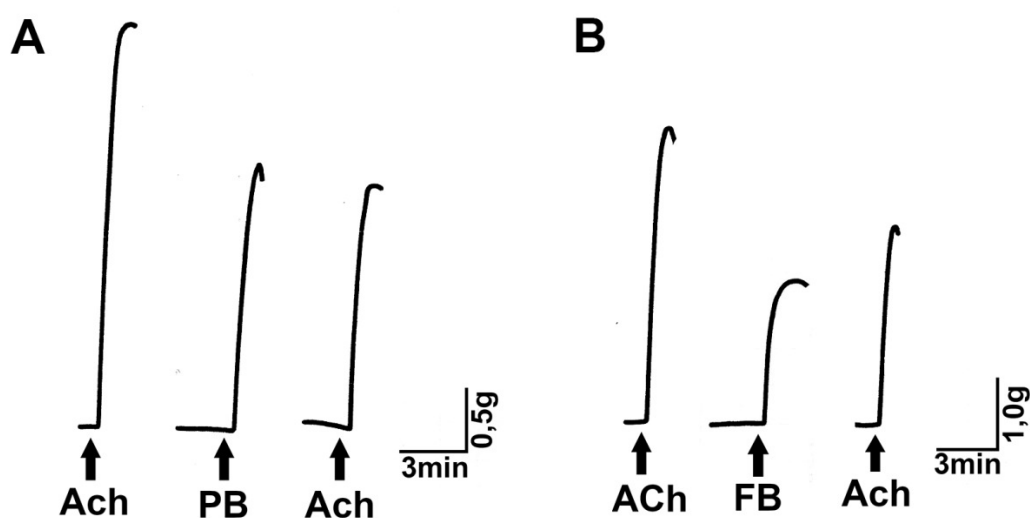 A
B
0,5g
3min
Ach PB Ach
1,0g
3min
ACh FB Ach